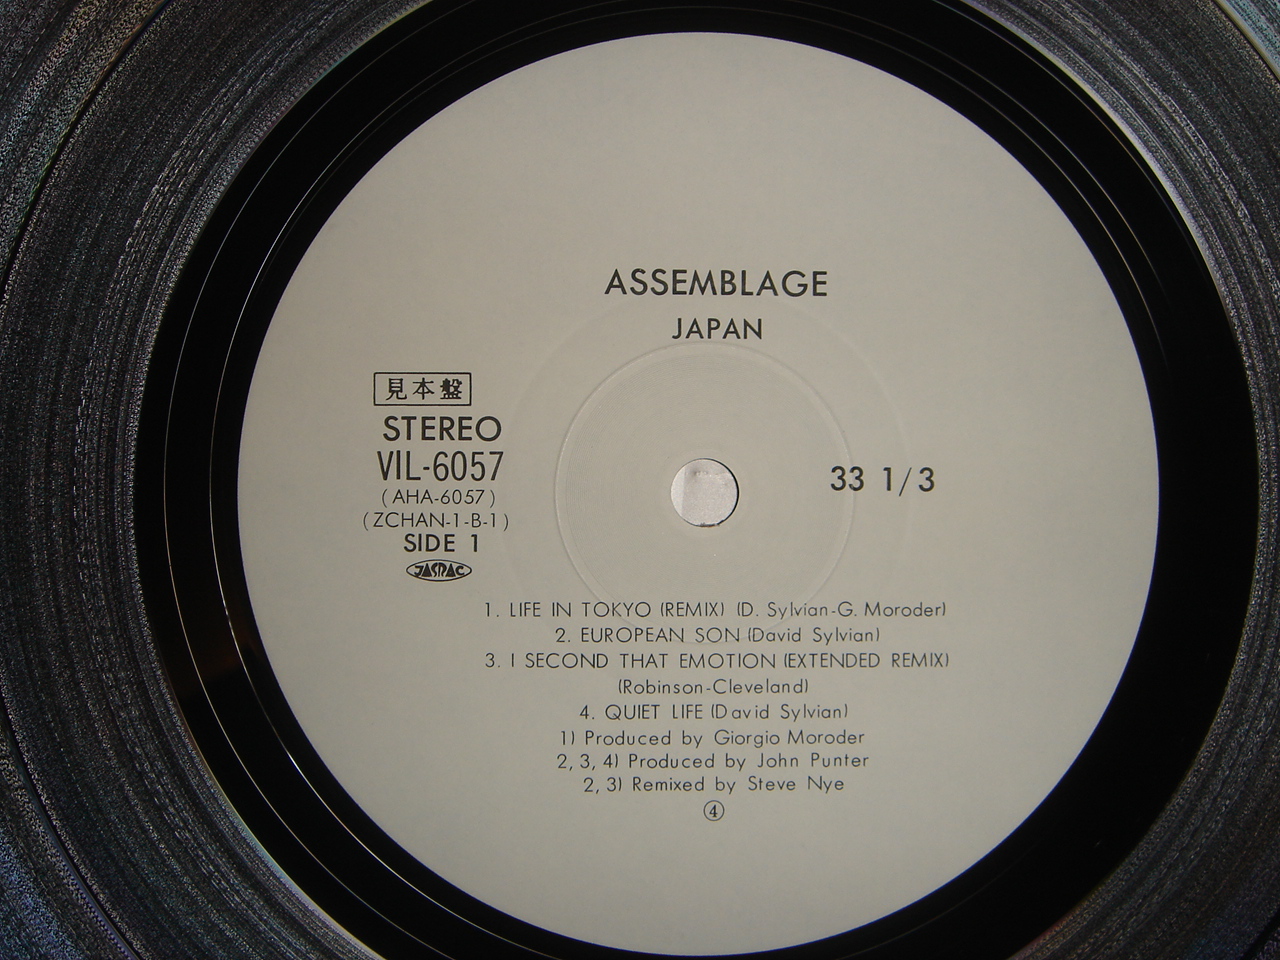 ASSEMBLAGE
JAPAN
見本盤
STEREO
VIL-6057
(AHA-6057)
(ZCHAN-1-B-1)
SIDE 1
JASRAC
33 1/3
1. LIFE IN TOKYO (REMIX) (D. Sylvian-G. Moroder)
2. EUROPEAN SON (David Sylvian)
3. I SECOND THAT EMOTION (EXTENDED REMIX)
(Robinson-Cleveland)
4. QUIET LIFE (David Sylvian)
1) Produced by Giorgio Moroder
2, 3, 4) Produced by John Punter
2, 3) Remixed by Steve Nye
④